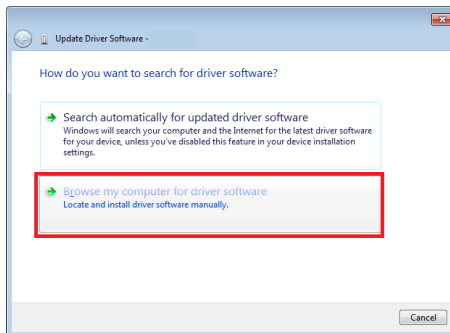 Update Driver Software -
How do you want to search for driver software?
Search automatically for updated driver software
Windows will search your computer and the Internet for the latest driver software
for your device, unless you've disabled this feature in your device installation
settings.
Browse my computer for driver software
Locate and install driver software manually.
Cancel